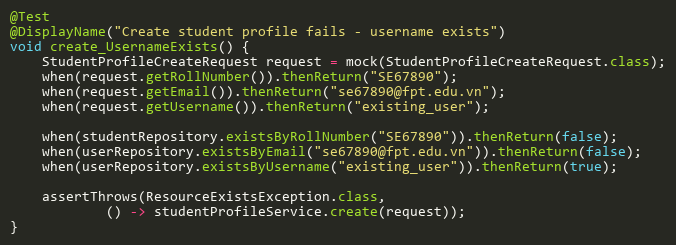 @Test
@DisplayName("Create student profile fails - username exists")
void create_UsernameExists() {
    StudentProfileCreateRequest request = mock(StudentProfileCreateRequest.class);
    when(request.getRollNumber()).thenReturn("SE67890");
    when(request.getEmail()).thenReturn("se67890@fpt.edu.vn");
    when(request.getUsername()).thenReturn("existing_user");

    when(studentRepository.existsByRollNumber("SE67890")).thenReturn(false);
    when(userRepository.existsByEmail("se67890@fpt.edu.vn")).thenReturn(false);
    when(userRepository.existsByUsername("existing_user")).thenReturn(true);

    assertThrows(ResourceExistsException.class,
            () -> studentProfileService.create(request));
}